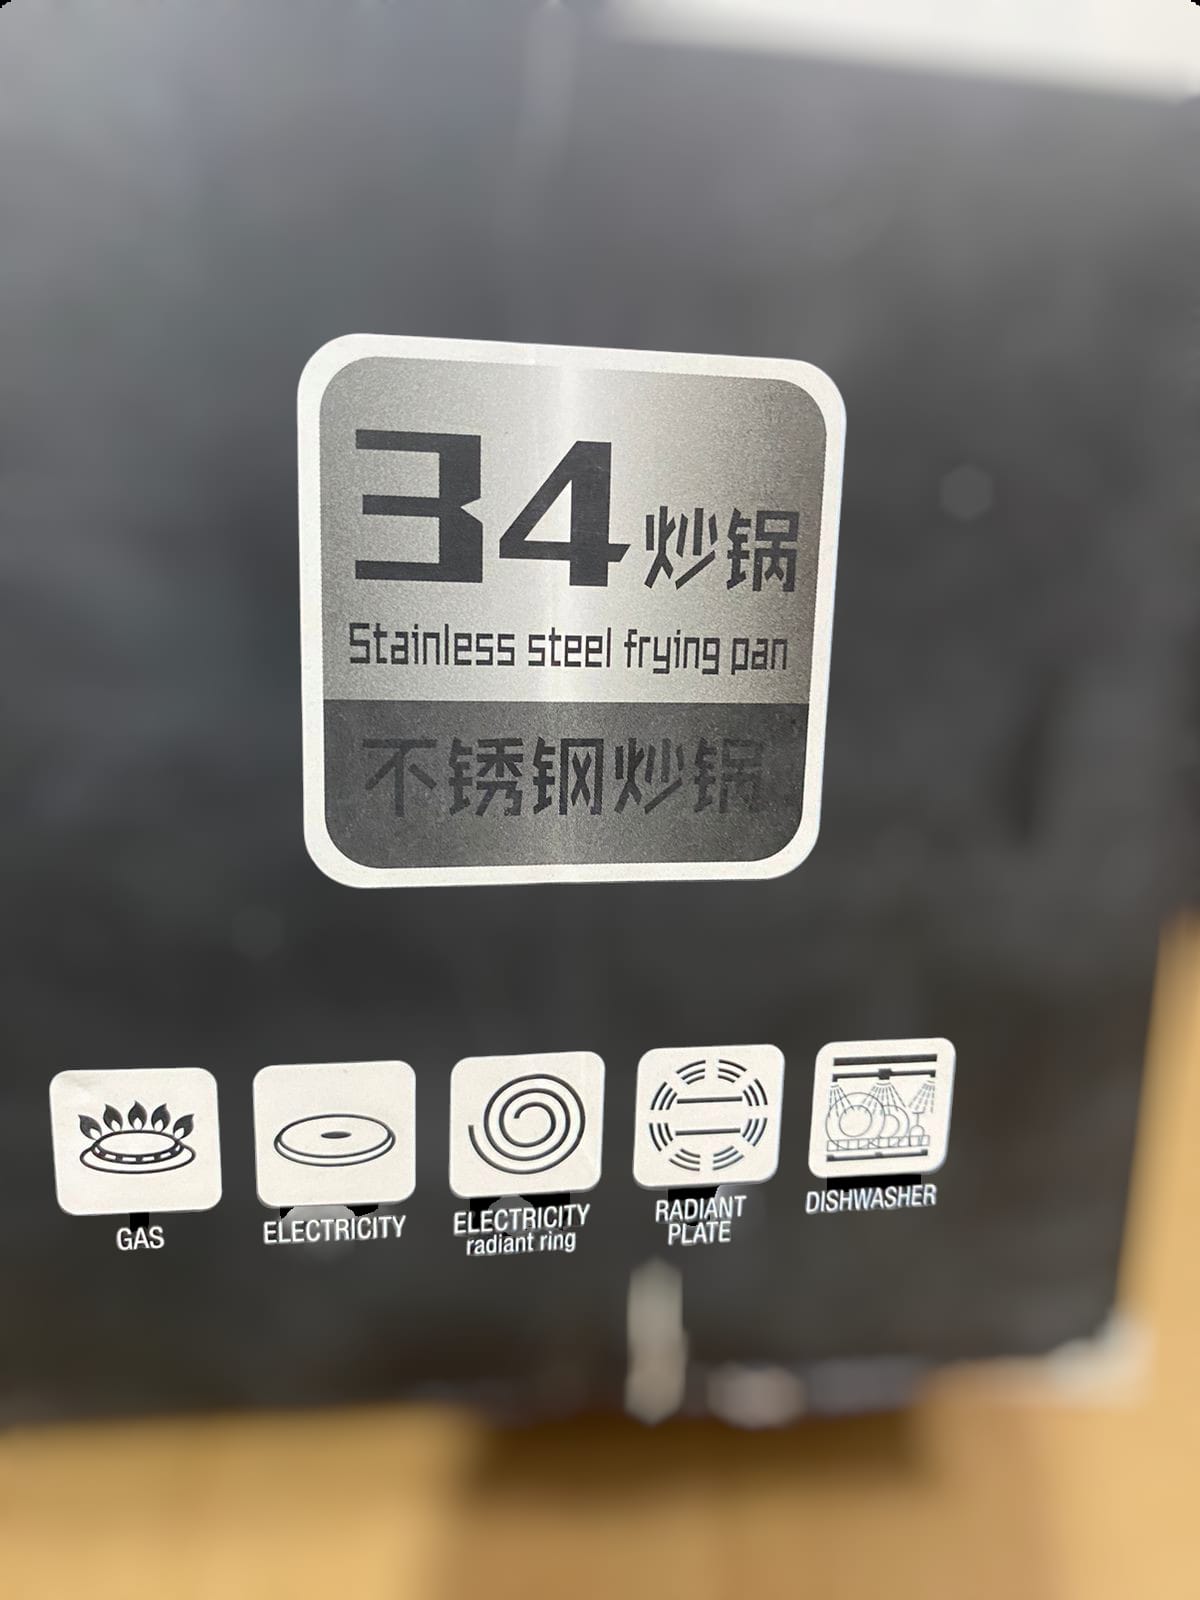 34炒锅
Stainless steel frying pan
不锈钢炒锅
GAS
ELECTRICITY
ELECTRICITY
radiant ring
RADIANT
PLATE
DISHWASHER